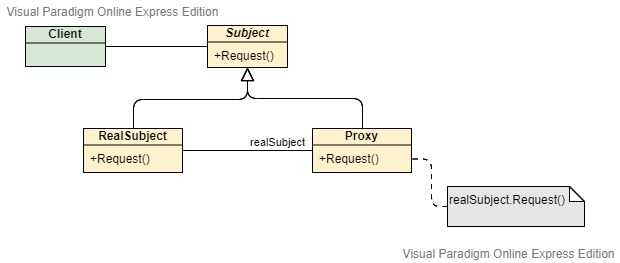 Visual Paradigm Online Express Edition
Client
Subject
+Request()
RealSubject
+Request()
realSubject
Proxy
+Request()
realSubject.Request()
Visual Paradigm Online Express Edition